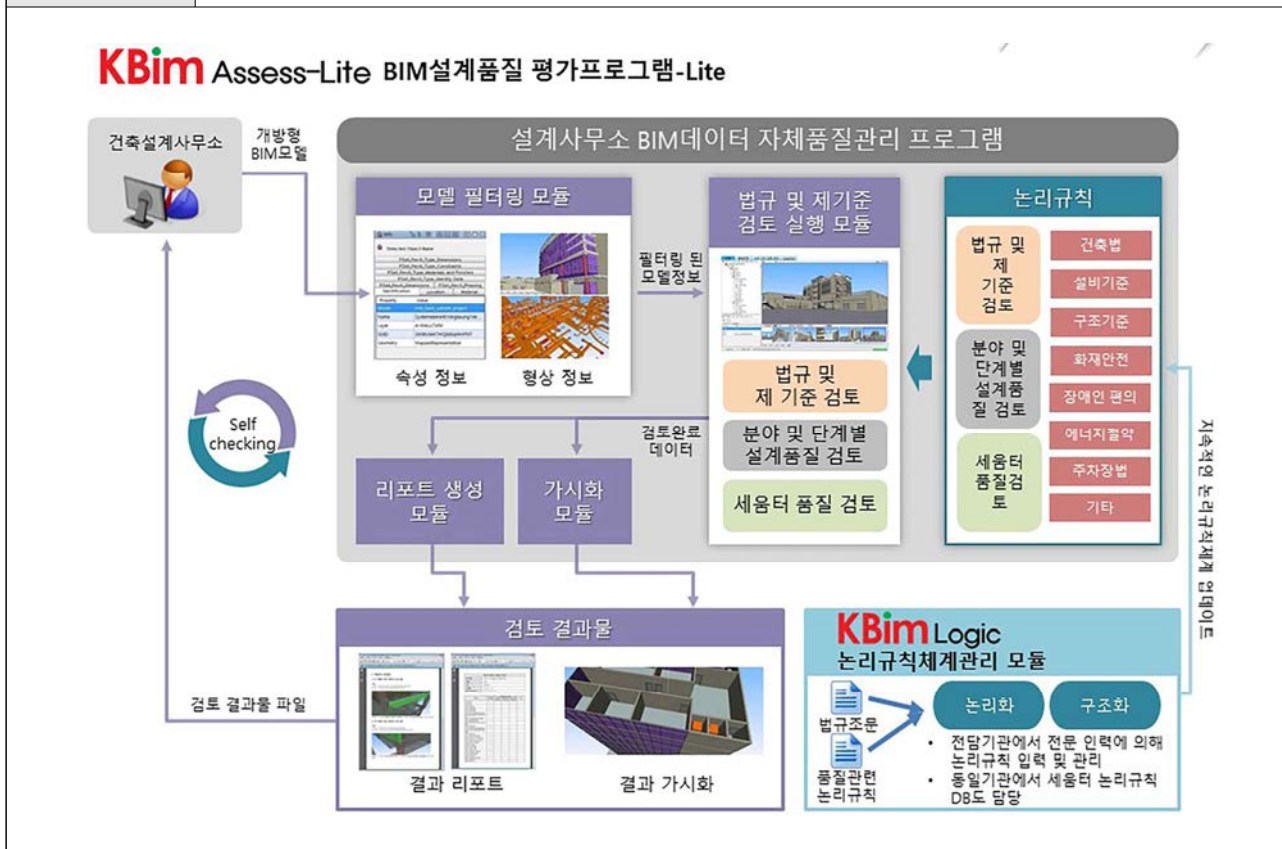 KBim Assess-Lite BIM설계품질 평가프로그램-Lite
건축설계사무소
개방형
BIM모델
설계사무소 BIM데이터 자체품질관리 프로그램
모델 필터링 모듈
속성 정보
형상 정보
필터링 된
모델정보
법규 및 제기준
검토 실행 모듈
법규 및
제 기준 검토
분야 및 단계별
설계품질 검토
세움터 품질 검토
논리규칙
법규 및
제
기준
검토
분야 및
단계별
설계품
질 검토
세움터
품질검
토
건축법
설비기준
구조기준
화재안전
장애인 편의
에너지절약
주차장법
기타
Self
checking
검토완료
데이터
리포트 생성
모듈
가시화
모듈
지속적인 논리규칙체계 업데이트
검토 결과물
결과 리포트
결과 가시화
검토 결과물 파일
KBim Logic
논리규칙체계관리 모듈
법규조문
품질관련
논리규칙
논리화
구조화
• 전담기관에서 전문 인력에 의해
논리규칙 입력 및 관리
• 동일기관에서 세움터 논리규칙
DB도 담당